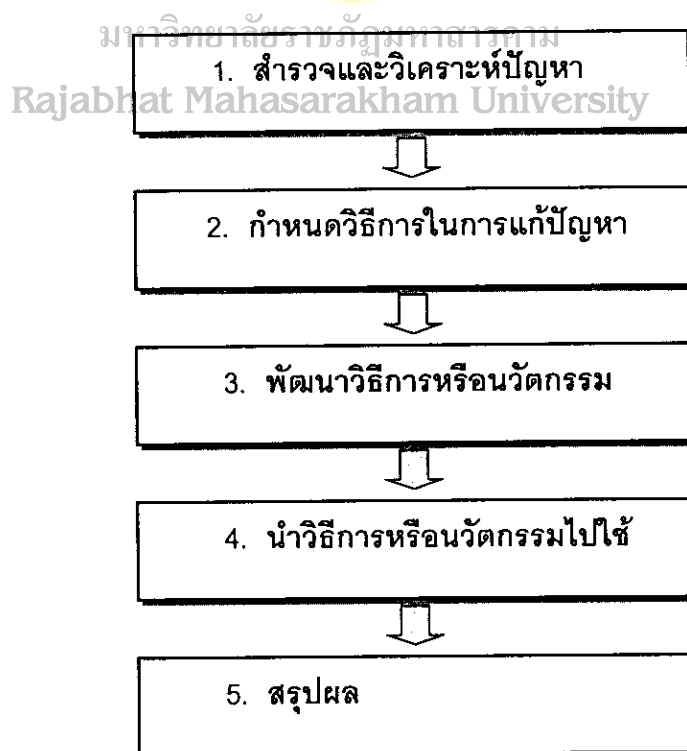 มหาวิทยาลัยราชภัฏมหาสารคาม
1. สำรวจและวิเคราะห์ปัญหา
Rajabhat Mahasarakham University
2. กำหนดวิธีการในการแก้ปัญหา
3. พัฒนาวิธีการหรือนวัตกรรม
4. นำวิธีการหรือนวัตกรรมไปใช้
5. สรุปผล